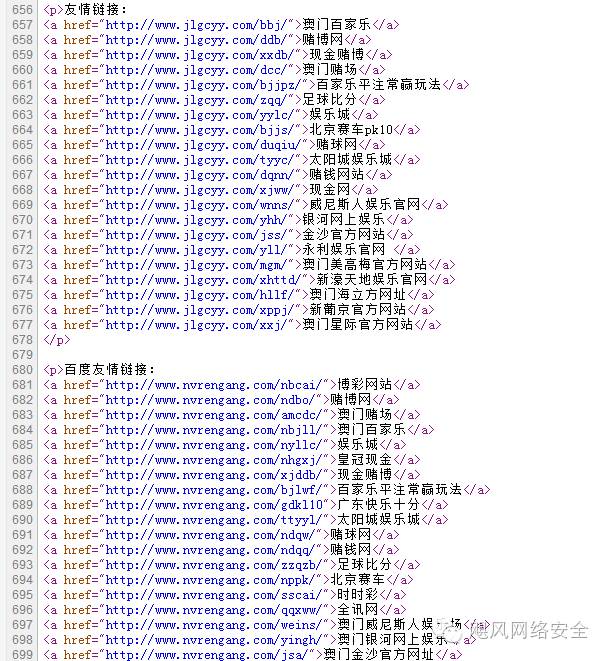 656 <p>友情链接:
657 <a href="http://www.jlgcyy.com/bbj/">澳门百家乐</a>
658 <a href="http://www.jlgcyy.com/ddb/">赌博网</a>
659 <a href="http://www.jlgcyy.com/xxdb/">现金赌博</a>
660 <a href="http://www.jlgcyy.com/dcc/">澳门赌场</a>
661 <a href="http://www.jlgcyy.com/bjjpz/">百家乐平注常赢玩法</a>
662 <a href="http://www.jlgcyy.com/zqq/">足球比分</a>
663 <a href="http://www.jlgcyy.com/yylc/">娱乐城</a>
664 <a href="http://www.jlgcyy.com/bjjs/">北京赛车pk10</a>
665 <a href="http://www.jlgcyy.com/duqiu/">赌球网</a>
666 <a href="http://www.jlgcyy.com/tyyc/">太阳城娱乐城</a>
667 <a href="http://www.jlgcyy.com/dqnn/">赌钱网站</a>
668 <a href="http://www.jlgcyy.com/xjww/">现金网</a>
669 <a href="http://www.jlgcyy.com/wnns/">威尼斯人娱乐官网</a>
670 <a href="http://www.jlgcyy.com/yhh/">银河网上娱乐</a>
671 <a href="http://www.jlgcyy.com/jss/">金沙官方网站</a>
672 <a href="http://www.jlgcyy.com/yll/">永利娱乐官网 </a>
673 <a href="http://www.jlgcyy.com/mgm/">澳门美高梅官方网站</a>
674 <a href="http://www.jlgcyy.com/xhttd/">新濠天地娱乐官网</a>
675 <a href="http://www.jlgcyy.com/hllf/">澳门海立方网址</a>
676 <a href="http://www.jlgcyy.com/xppj/">新葡京官方网站</a>
677 <a href="http://www.jlgcyy.com/xxj/">澳门星际官方网站</a>
678 </p>
679
680 <p>百度友情链接:
681 <a href="http://www.nvrengang.com/nbcai/">博彩网站</a>
682 <a href="http://www.nvrengang.com/ndbo/">赌博网</a>
683 <a href="http://www.nvrengang.com/amcdc/">澳门赌场</a>
684 <a href="http://www.nvrengang.com/nbjll/">澳门百家乐</a>
685 <a href="http://www.nvrengang.com/nyllc/">娱乐城</a>
686 <a href="http://www.nvrengang.com/nhgxj/">皇冠现金</a>
687 <a href="http://www.nvrengang.com/xjddb/">现金赌博</a>
688 <a href="http://www.nvrengang.com/bjlwf/">百家乐平注常赢玩法</a>
689 <a href="http://www.nvrengang.com/gdkl10">广东快乐十分</a>
690 <a href="http://www.nvrengang.com/ttyyl/">太阳城娱乐城</a>
691 <a href="http://www.nvrengang.com/ndqw/">赌球网</a>
692 <a href="http://www.nvrengang.com/ndqq/">赌钱网</a>
693 <a href="http://www.nvrengang.com/zzqzb/">足球比分</a>
694 <a href="http://www.nvrengang.com/nppk/">北京赛车</a>
695 <a href="http://www.nvrengang.com/sscai/">时时彩</a>
696 <a href="http://www.nvrengang.com/qqxww/">全讯网</a>
697 <a href="http://www.nvrengang.com/weins/">澳门威尼斯人娱乐场</a>
698 <a href="http://www.nvrengang.com/yingh/">澳门银河网上娱乐</a>
699 <a href="http://www.nvrengang.com/jsa/">澳门金沙官方网址</a>
飓风网络安全